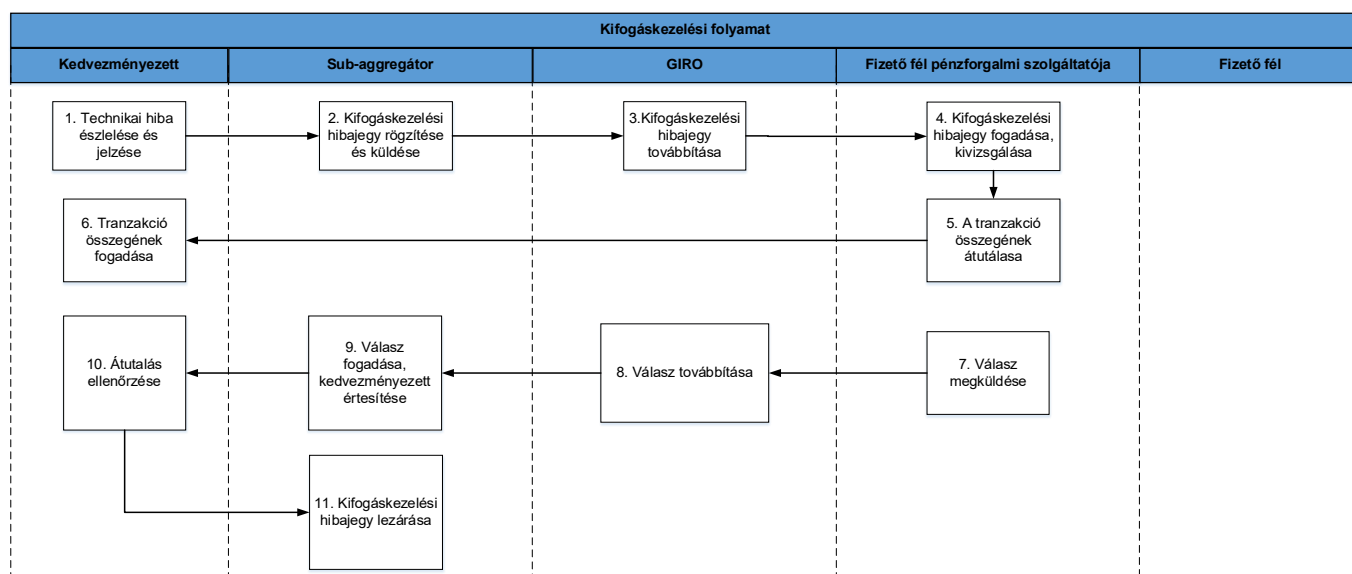 Kifogáskezelési folyamat
Kedvezményezett
Sub-aggregátor
GIRO
Fizető fél pénzforgalmi szolgáltatója
Fizető fél
1. Technikai hiba
észlelése és
jelzése
2. Kifogáskezelési
hibajegy rögzítése
és küldése
3.Kifogáskezelési
hibajegy
továbbítása
4. Kifogáskezelési
hibajegy fogadása,
kivizsgálása
6. Tranzakció
összegének
fogadása
5. A tranzakció
összegének
átutálasa
10. Átutalás
ellenőrzése
9. Válasz
fogadása,
kedvezményezett
értesítése
8. Válasz továbbítása
7. Válasz
megküldése
11. Kifogáskezelési
hibajegy lezárása